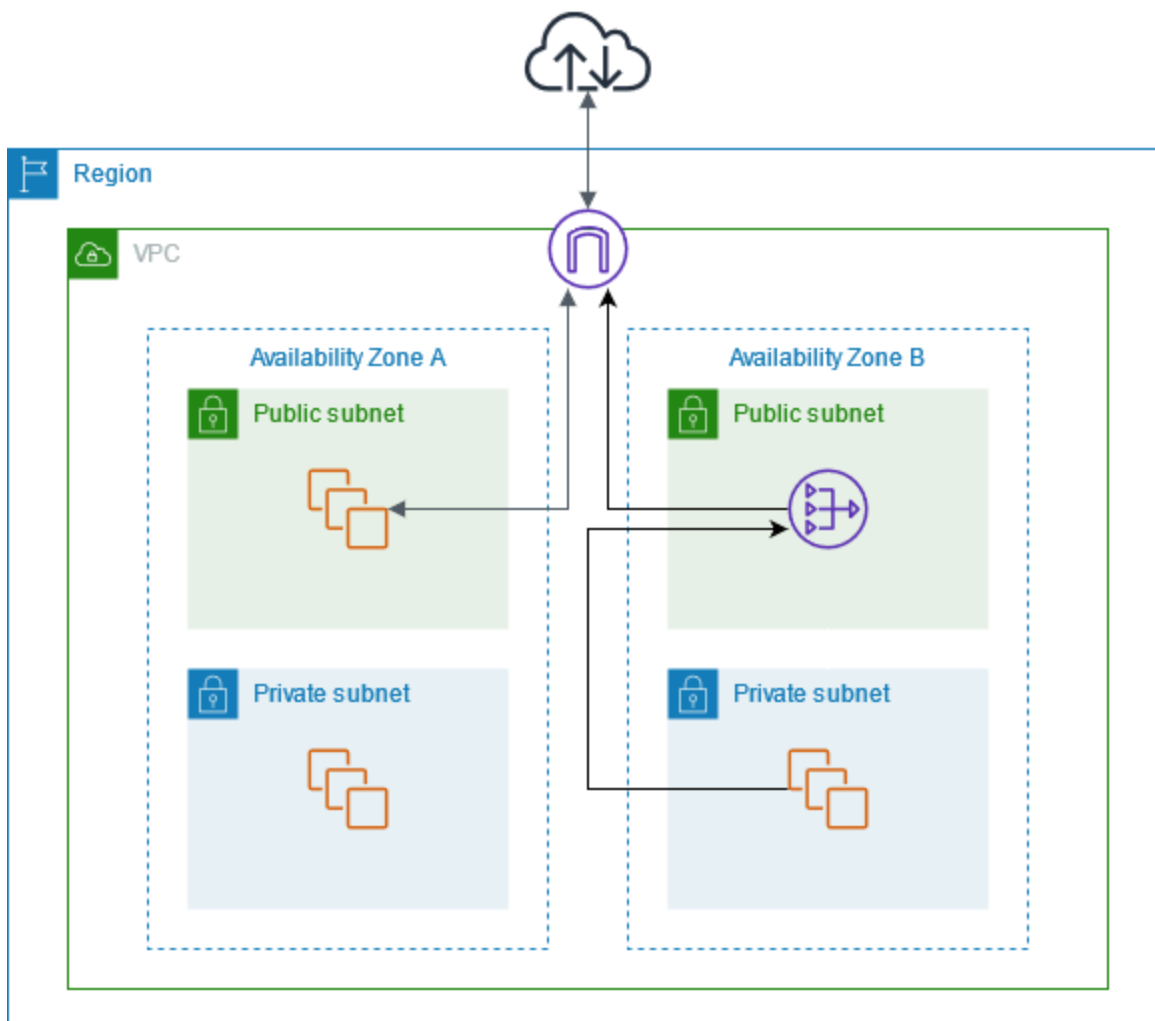 Region
VPC
Availability Zone A
Availability Zone B
Public subnet
Public subnet
Private subnet
Private subnet